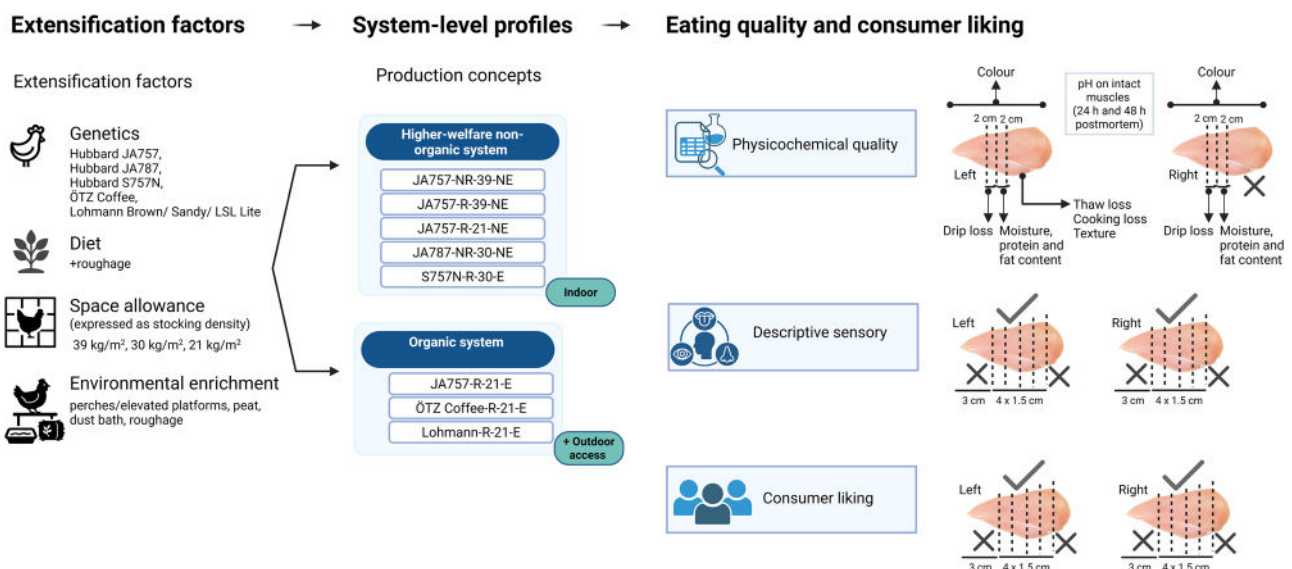 Extensification factors
System-level profiles
Eating quality and consumer liking
Extensification factors
Genetics
Hubbard JA757,
Hubbard JA787,
Hubbard S757N,
ÖTZ Coffee,
Lohmann Brown/ Sandy/ LSL Lite
Diet
+roughage
Space allowance
(expressed as stocking density)
39 kg/m², 30 kg/m², 21 kg/m²
Environmental enrichment
perches/elevated platforms, peat,
dust bath, roughage
Production concepts
Higher-welfare non-
organic system
JA757-NR-39-NE
JA757-R-39-NE
JA757-R-21-NE
JA787-NR-30-NE
S757N-R-30-E
Indoor
Organic system
JA757-R-21-E
ÖTZ Coffee-R-21-E
Lohmann-R-21-E
+ Outdoor
access
Physicochemical quality
Colour
2 cm 2 cm
Left
Drip loss
Moisture,
protein and
fat content
Thaw loss
Cooking loss
Texture
pH on intact
muscles
(24 h and 48 h
postmortem)
Colour
2 cm 2 cm
Right
Drip loss
Moisture,
protein and
fat content
Descriptive sensory
Left
3 cm 4 x 1.5 cm
Right
3 cm 4 x 1.5 cm
Consumer liking
Left
3 cm 4 x 1.5 cm
Right
3 cm 4 x 1.5 cm